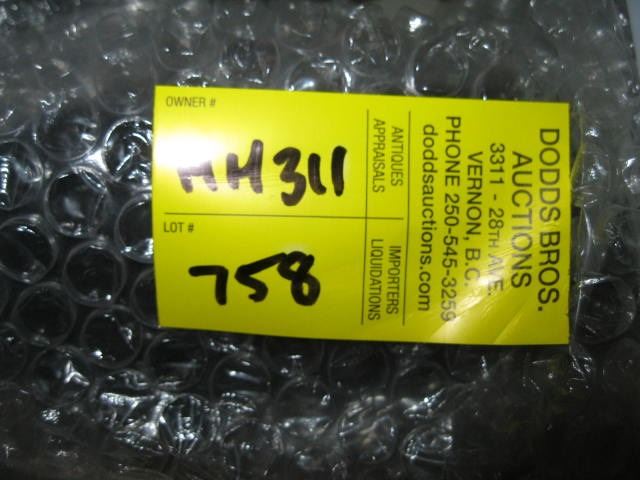 DODDS BROS.
AUCTIONS
3311 - 28TH AVE.
VERNON, B.C.
PHONE 250-545-3259
doddsauctions.com
ANTIQUES IMPORTERS
APPRAISALS LIQUIDATIONS
OWNER #
HH311
LOT #
758